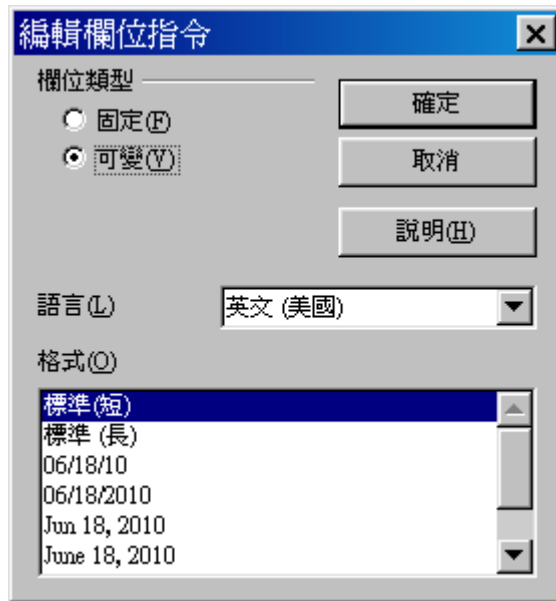 編輯欄位指令
欄位類型
固定(F)
可變(V)
確定
取消
說明(H)
語言(L)
英文 (美國)
格式(O)
標準(短)
標準 (長)
06/18/10
06/18/2010
Jun 18, 2010
June 18, 2010